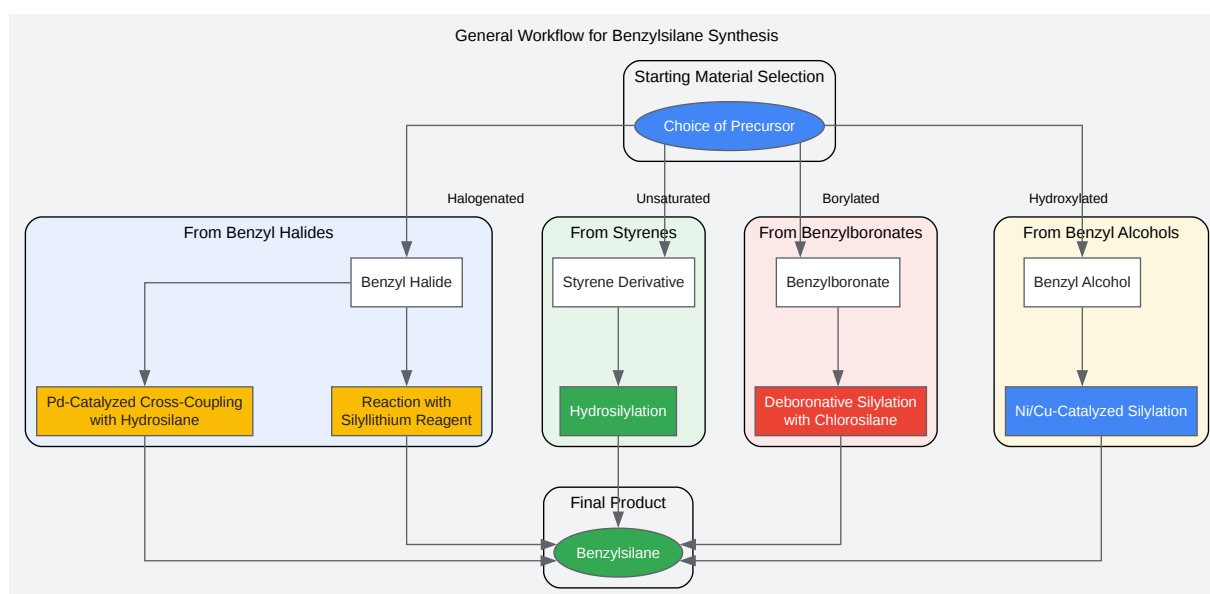 General Workflow for Benzylsilane Synthesis
Starting Material Selection
Choice of Precursor
Halogenated
Unsaturated
Borylated
Hydroxylated
From Benzyl Halides
From Styrenes
From Benzylboronates
From Benzyl Alcohols
Benzyl Halide
Styrene Derivative
Benzylboronate
Benzyl Alcohol
Pd-Catalyzed Cross-Coupling
with Hydrosilane
Reaction with
Silyllithium Reagent
Hydrosilylation
Deboronative Silylation
with Chlorosilane
Ni/Cu-Catalyzed Silylation
Final Product
Benzylsilane